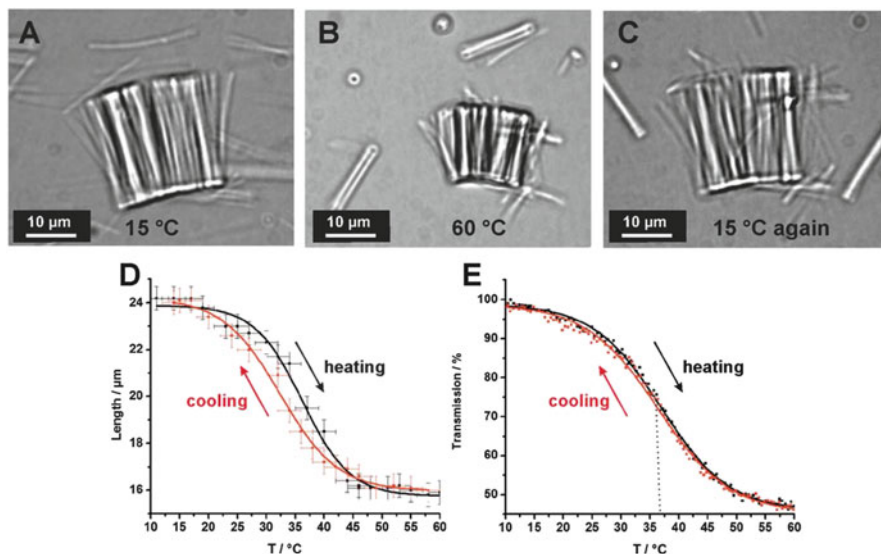 A
B
C
10 µm
15 °C
10 µm
60 °C
10 µm
15 °C again
D
E
24
22
20
18
16
Length / µm
heating
cooling
10 15 20 25 30 35 40 45 50 55 60
T / °C
100
90
80
70
60
50
Transmission / %
heating
cooling
10 15 20 25 30 35 40 45 50 55 60
T / °C